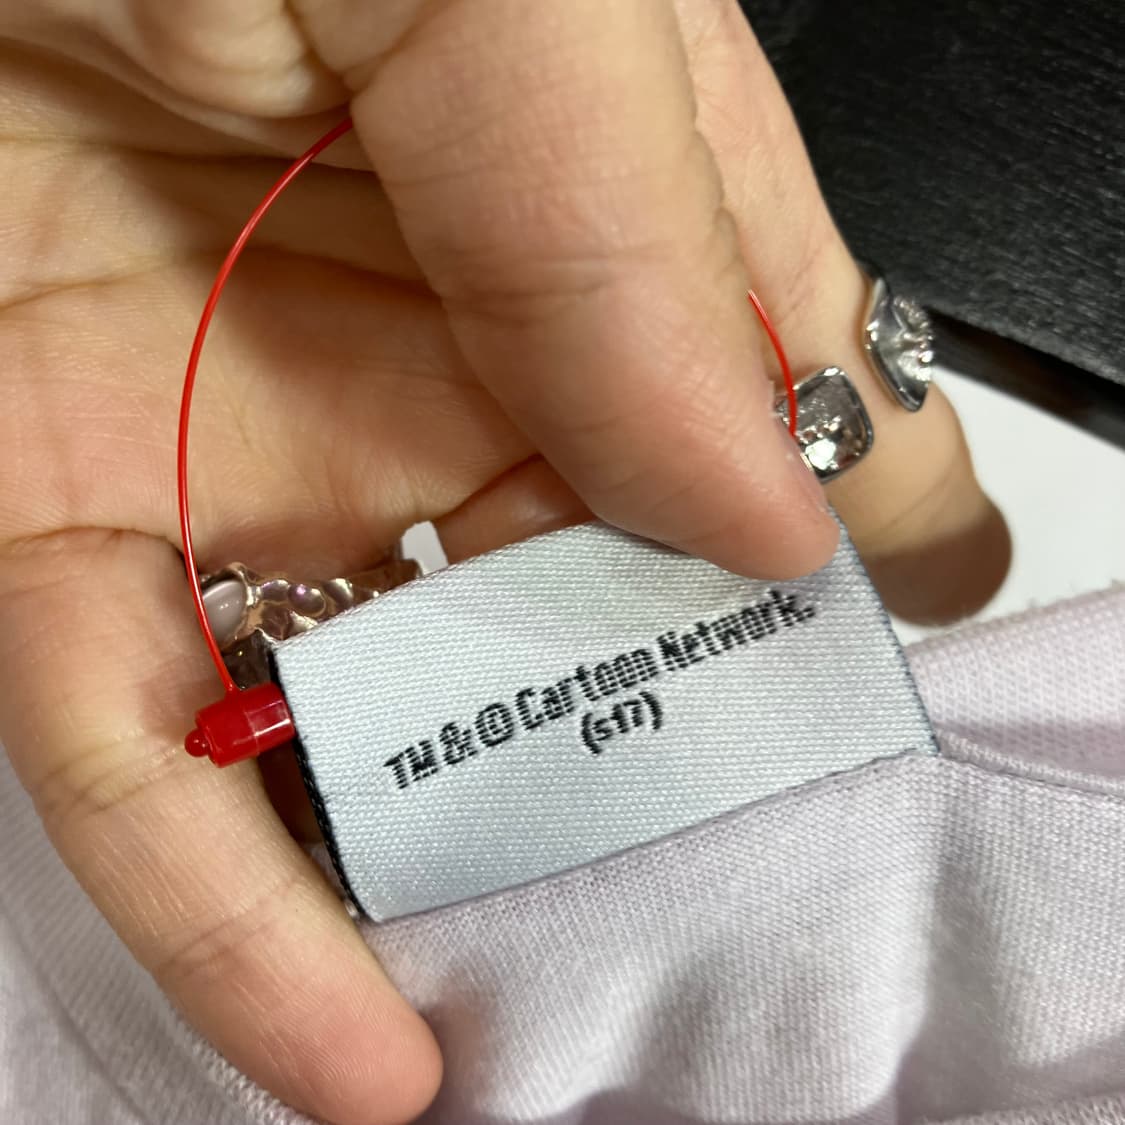 TM & © Cartoon Network.
(s17)